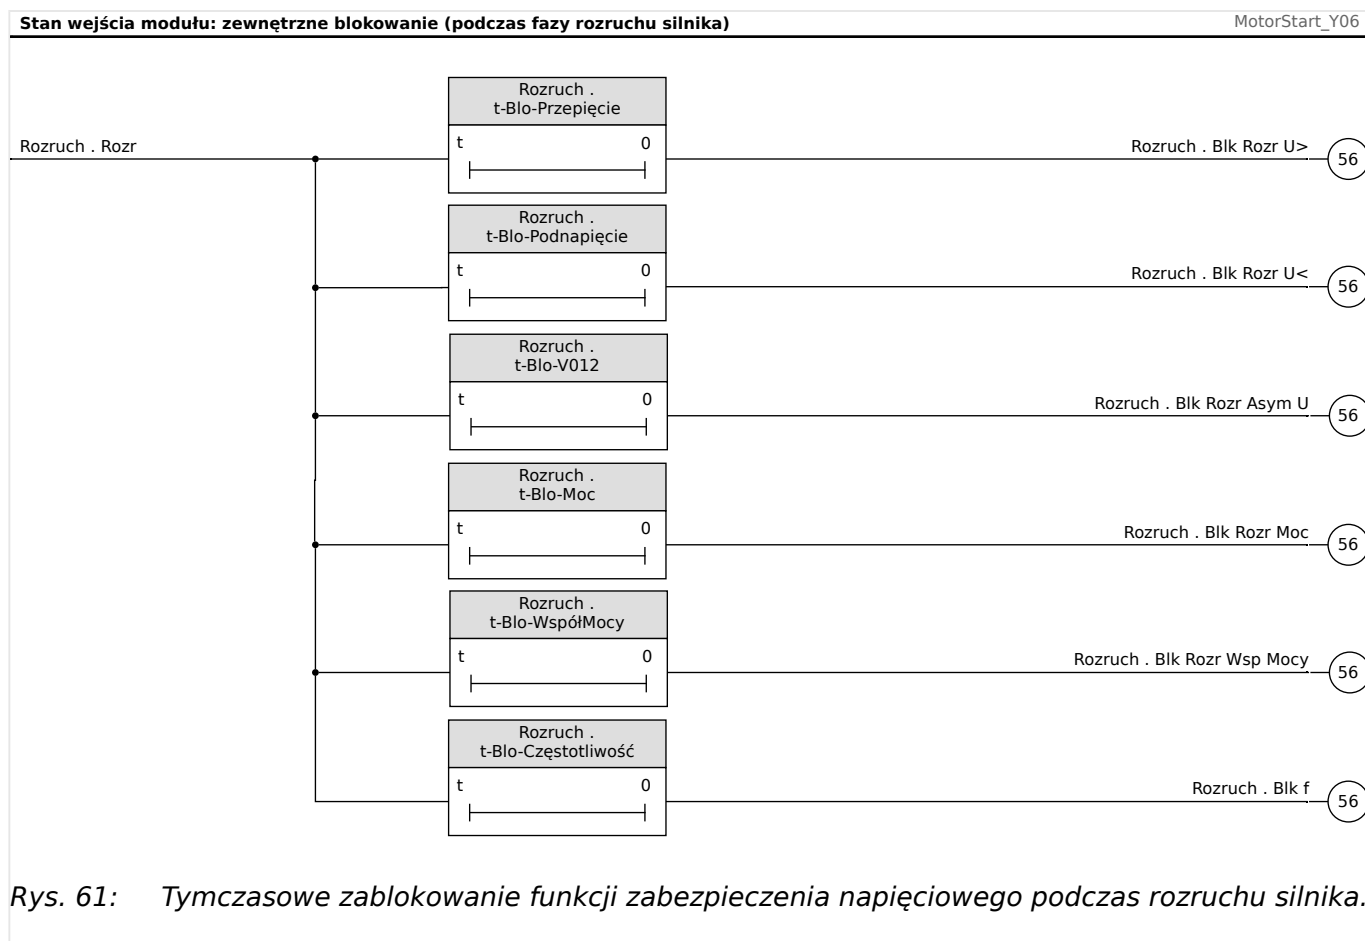 Stan wejścia modułu: zewnętrzne blokowanie (podczas fazy rozruchu silnika)
MotorStart_Y06
Rozruch .
t-Blo-Przepięcie
t 0
Rozruch . Rozr
Rozruch . Blk Rozr U>
56
Rozruch .
t-Blo-Podnapięcie
t 0
Rozruch . Blk Rozr U<
56
Rozruch .
t-Blo-V012
t 0
Rozruch . Blk Rozr Asym U
56
Rozruch .
t-Blo-Moc
t 0
Rozruch . Blk Rozr Moc
56
Rozruch .
t-Blo-WspółMocy
t 0
Rozruch . Blk Rozr Wsp Mocy
56
Rozruch .
t-Blo-Częstotliwość
t 0
Rozruch . Blk f
56
Rys. 61: Tymczasowe zablokowanie funkcji zabezpieczenia napięciowego podczas rozruchu silnika.